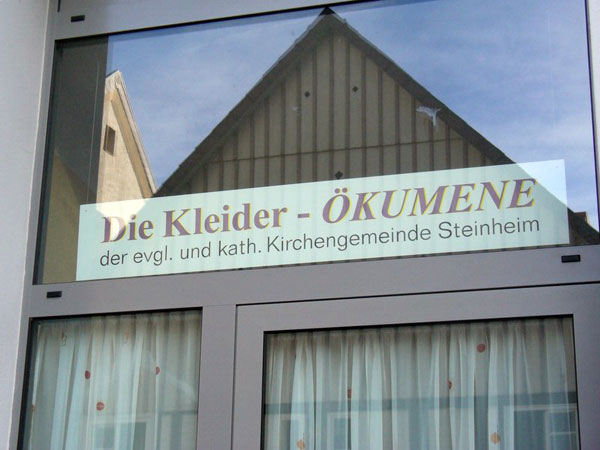 Die Kleider - ÖKUMENE
der evgl. und kath. Kirchengemeinde Steinheim